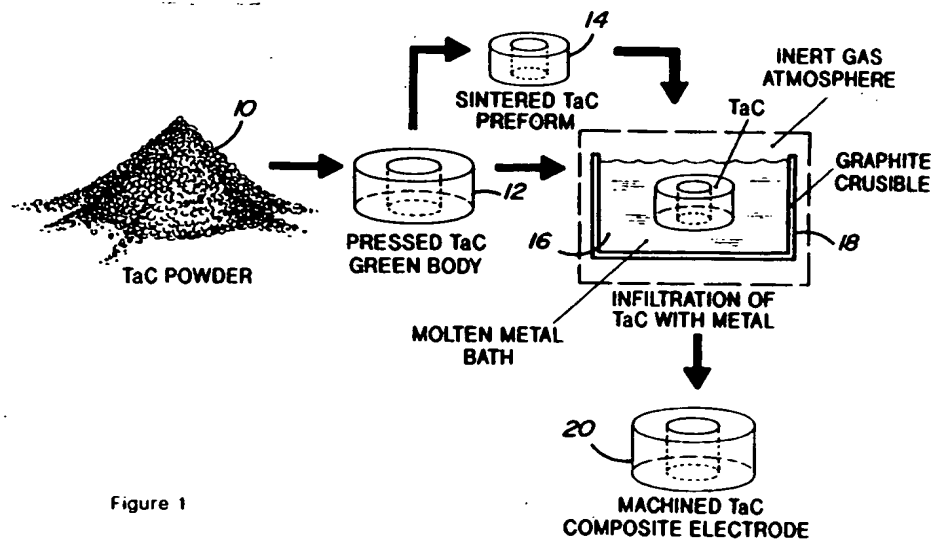 10
TaC POWDER
12
PRESSED TaC
GREEN BODY
14
SINTERED TaC
PREFORM
INERT GAS
ATMOSPHERE
TaC
GRAPHITE
CRUSIBLE
16
18
INFILTRATION OF
TaC WITH METAL
MOLTEN METAL
BATH
20
MACHINED TaC
COMPOSITE ELECTRODE
Figure 1